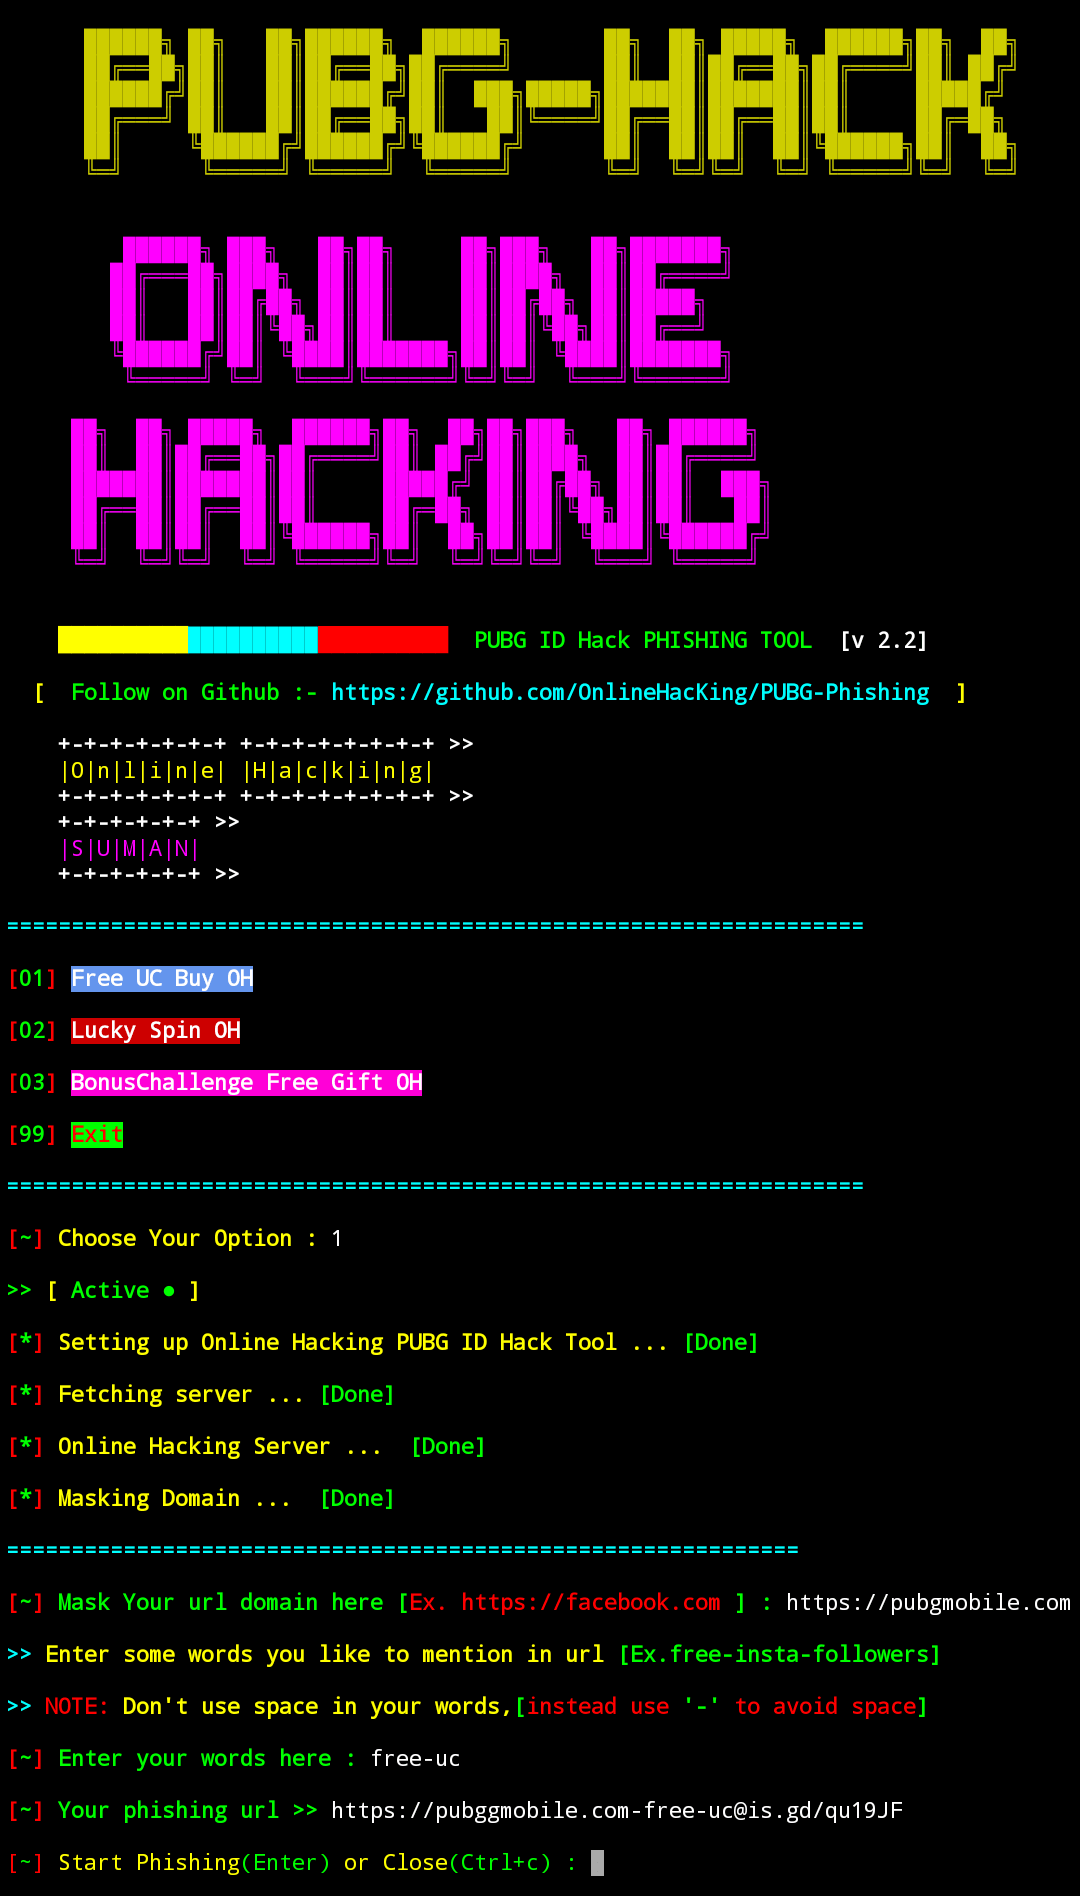 PUBG-HACK
ONLINE
HACKING
PUBG ID Hack PHISHING TOOL [v 2.2]
[ Follow on Github :- https://github.com/OnlineHacKing/PUBG-Phishing ]
+-+-+-+-+-+-+ +-+-+-+-+-+-+-+ >>
|O|n|l|i|n|e| |H|a|c|k|i|n|g|
+-+-+-+-+-+-+ +-+-+-+-+-+-+-+ >>
+-+-+-+-+-+ >>
|S|U|M|A|N|
+-+-+-+-+-+ >>
==================================================================
[01] Free UC Buy OH
[02] Lucky Spin OH
[03] BonusChallenge Free Gift OH
[99] Exit
==================================================================
[~] Choose Your Option : 1
>> [ Active ● ]
[*] Setting up Online Hacking PUBG ID Hack Tool ... [Done]
[*] Fetching server ... [Done]
[*] Online Hacking Server ...  [Done]
[*] Masking Domain ...  [Done]
=============================================================
[~] Mask Your url domain here [Ex. https://facebook.com ] : https://pubgmobile.com
>> Enter some words you like to mention in url [Ex.free-insta-followers]
>> NOTE: Don't use space in your words,[instead use '-' to avoid space]
[~] Enter your words here : free-uc
[~] Your phishing url >> https://pubggmobile.com-free-uc@is.gd/qu19JF
[~] Start Phishing(Enter) or Close(Ctrl+c) :